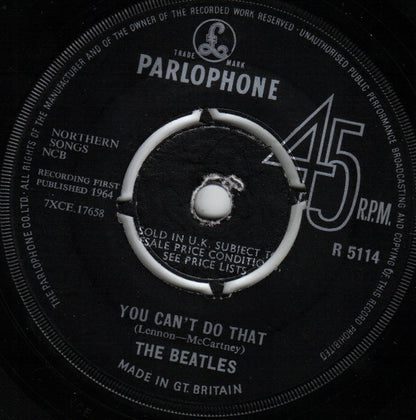 THE PARLOPHONE CO. LTD.—ALL RIGHTS OF THE MANUFACTURER AND OF THE OWNER OF THE RECORDED WORK RESERVED · UNAUTHORISED PUBLIC PERFORMANCE BROADCASTING AND COPYING OF THIS RECORD PROHIBITED
£
TRADE MARK
PARLOPHONE
NORTHERN
SONGS
NCB
RECORDING FIRST
PUBLISHED 1964
7XCE.17658
45
R.P.M.
R 5114
SOLD IN U.K. SUBJECT
ESALE PRICE CONDITIO
SEE PRICE LISTS
YOU CAN'T DO THAT
(Lennon—McCartney)
THE BEATLES
MADE IN GT. BRITAIN